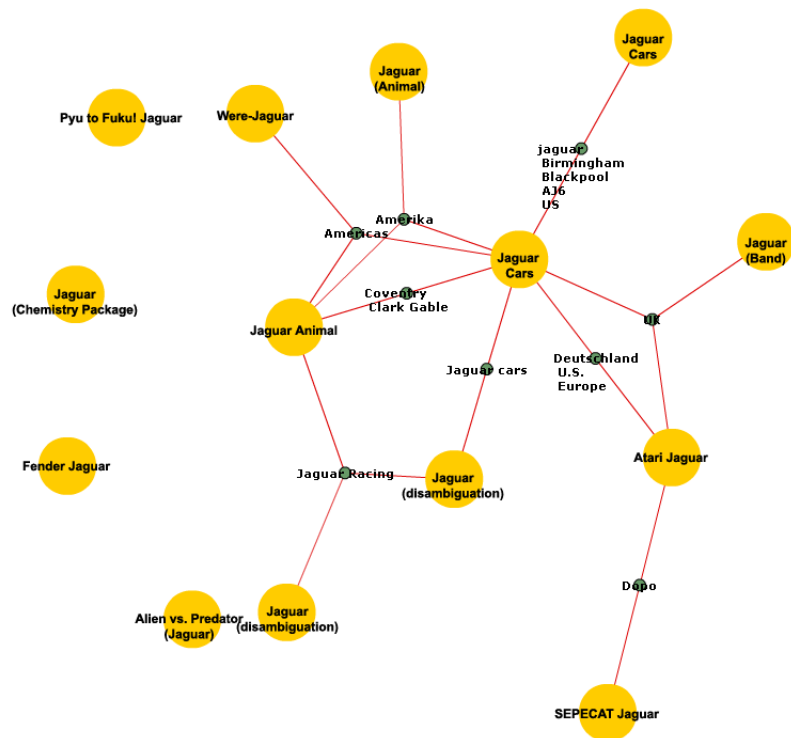 Jaguar
Cars
Jaguar
(Animal)
Pyu to Fuku! Jaguar
Were-Jaguar
jaguar
Birmingham
Blackpool
AJ6
US
Amerika
Americas
Jaguar
(Band)
Jaguar
Cars
Jaguar
(Chemistry Package)
Coventry
Clark Gable
Jaguar Animal
UK
Deutschland
U.S.
Europe
Jaguar cars
Fender Jaguar
Jaguar Racing
Jaguar
(disambiguation)
Atari Jaguar
Dopo
Alien vs. Predator
(Jaguar)
Jaguar
(disambiguation)
SEPECAT Jaguar